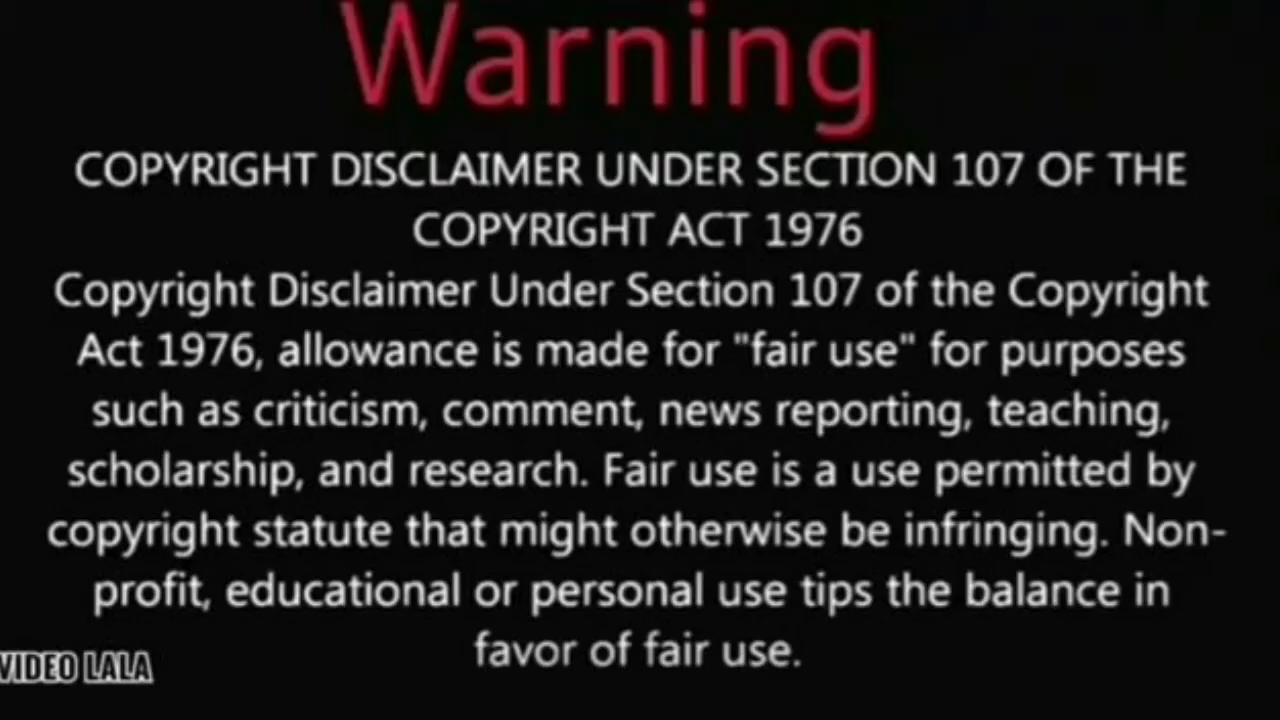 Warning
COPYRIGHT DISCLAIMER UNDER SECTION 107 OF THE
COPYRIGHT ACT 1976
Copyright Disclaimer Under Section 107 of the Copyright
Act 1976, allowance is made for "fair use" for purposes
such as criticism, comment, news reporting, teaching,
scholarship, and research. Fair use is a use permitted by
copyright statute that might otherwise be infringing. Non-
profit, educational or personal use tips the balance in
favor of fair use.
VIDEO LALA